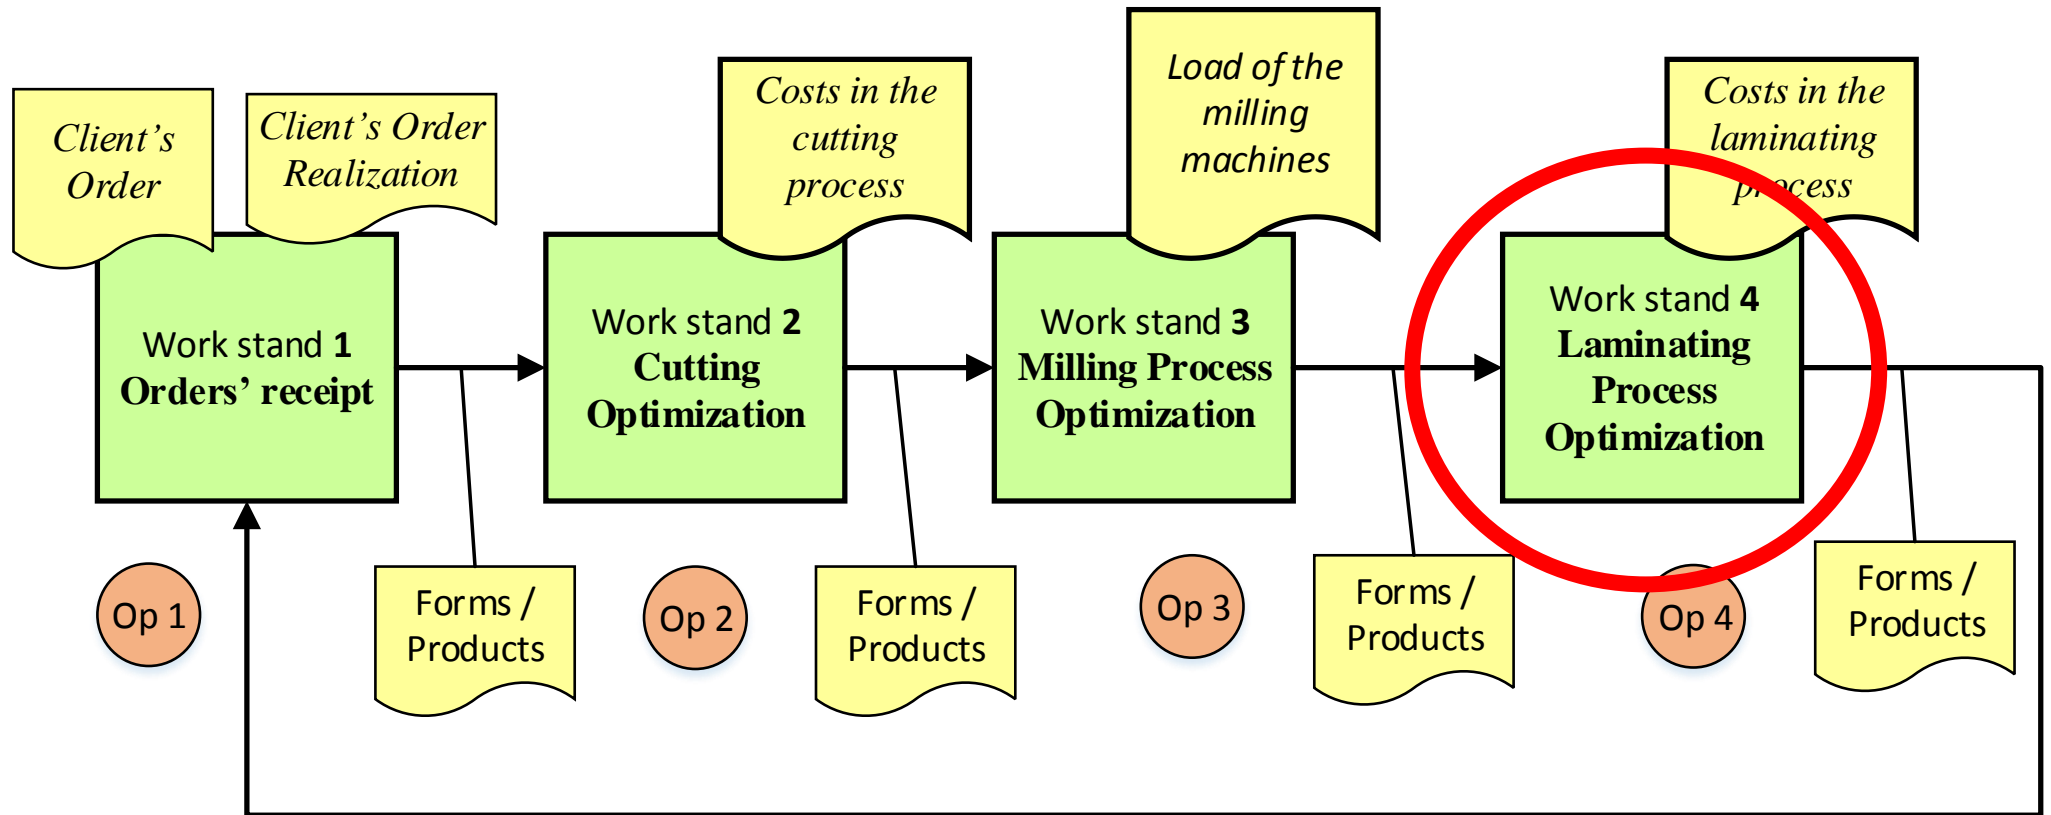 Client’s
Order
Client’s Order
Realization
Costs in the
cutting
process
Load of the
milling
machines
Costs in the
laminating
process
Work stand 1
Orders’ receipt
Work stand 2
Cutting
Optimization
Work stand 3
Milling Process
Optimization
Work stand 4
Laminating
Process
Optimization
Op 1
Forms /
Products
Op 2
Forms /
Products
Op 3
Forms /
Products
Op 4
Forms /
Products